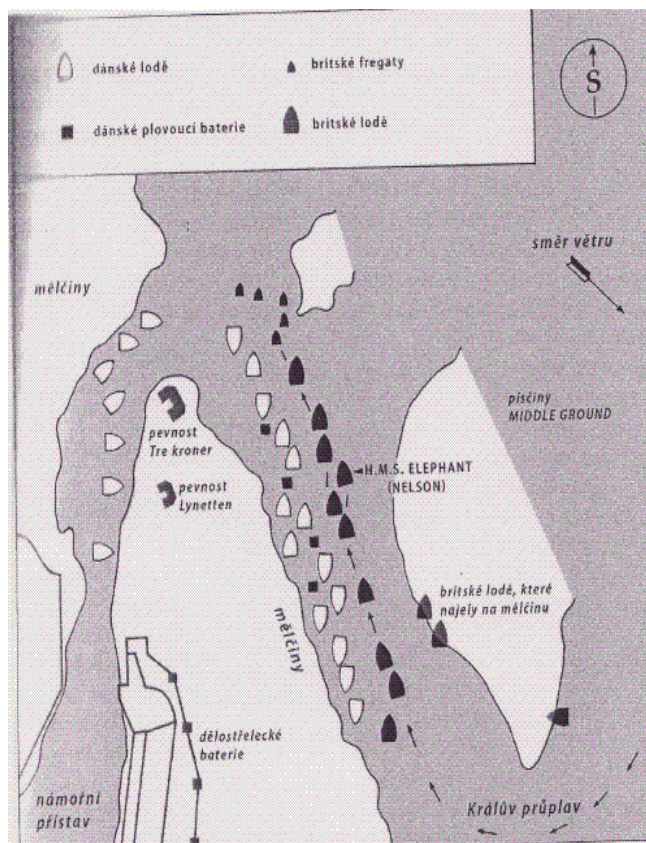 dánské lodě
britské fregaty
dánské plovoucí baterie
britské lodě
S
směr větru
mělčiny
písčiny
MIDDLE GROUND
pevnost
Tre kroner
H.M.S. ELEPHANT
(NELSON)
pevnost
Lynetten
britské lodě, které
najely na mělčinu
mělčiny
dělostřelecké
baterie
námořní
přístav
Králův průplav